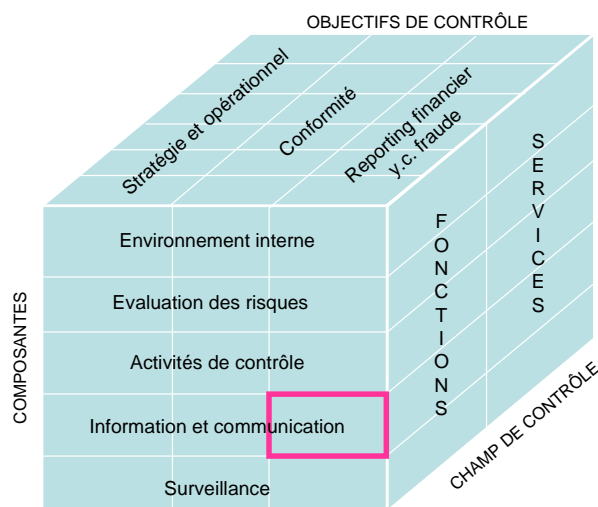 OBJECTIFS DE CONTRÔLE
Stratégie et opérationnel
Conformité
Reporting financier
y.c. fraude
COMPOSANTES
Environnement interne
Evaluation des risques
Activités de contrôle
Information et communication
Surveillance
FONCTIONS
SERVICES
CHAMP DE CONTRÔLE